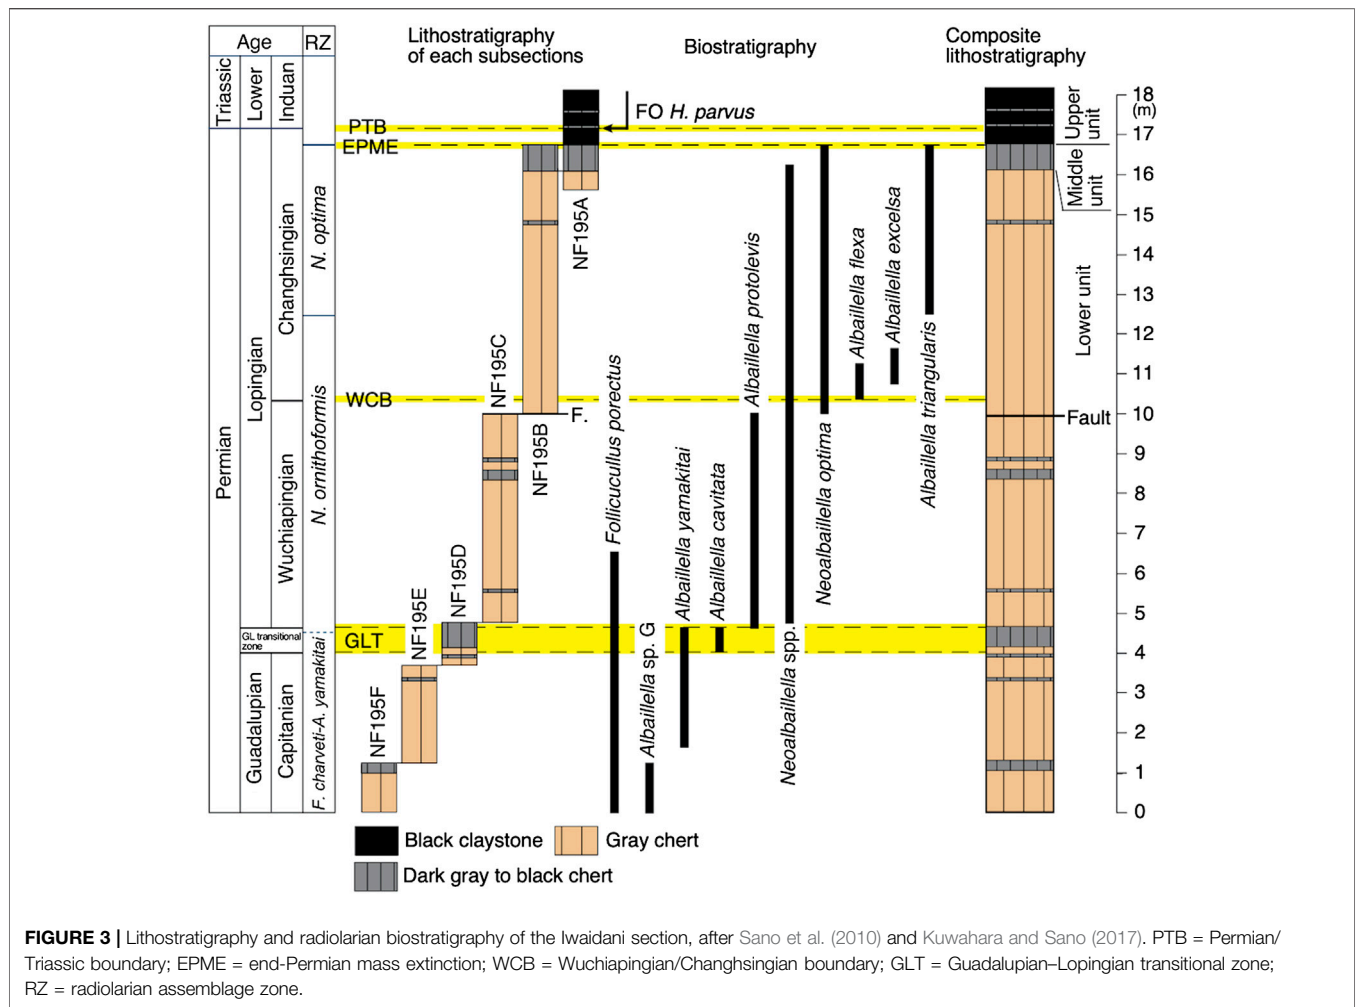 Age
RZ
Lithostratigraphy
of each subsections
Biostratigraphy
Composite
lithostratigraphy
Triassic
Lower
Induan
Permian
Lopingian
Guadalupian
Changhsingian
Wuchiapingian
GL transitional
zone
Capitanian
N. optima
N. ornithoformis
F. charveti-A. yamakitai
PTB
EPME
WCB
GLT
FO H. parvus
NF195A
NF195B
NF195C
NF195D
NF195E
NF195F
F.
Follicucullus porectus
Albaillella sp. G
Albaillella yamakitai
Albaillella cavitata
Albaillella protolevis
Neoalbaillella spp.
Neoalbaillella optima
Albaillella flexa
Albaillella excelsa
Albaillella triangularis
Fault
Upper
unit
Middle
unit
Lower unit
18
(m)
17
16
15
14
13
12
11
10
9
8
7
6
5
4
3
2
1
0
Black claystone
Gray chert
Dark gray to black chert
FIGURE 3 | Lithostratigraphy and radiolarian biostratigraphy of the Iwaidani section, after Sano et al. (2010) and Kuwahara and Sano (2017). PTB = Permian/
Triassic boundary; EPME = end-Permian mass extinction; WCB = Wuchiapingian/Changhsingian boundary; GLT = Guadalupian–Lopingian transitional zone;
RZ = radiolarian assemblage zone.